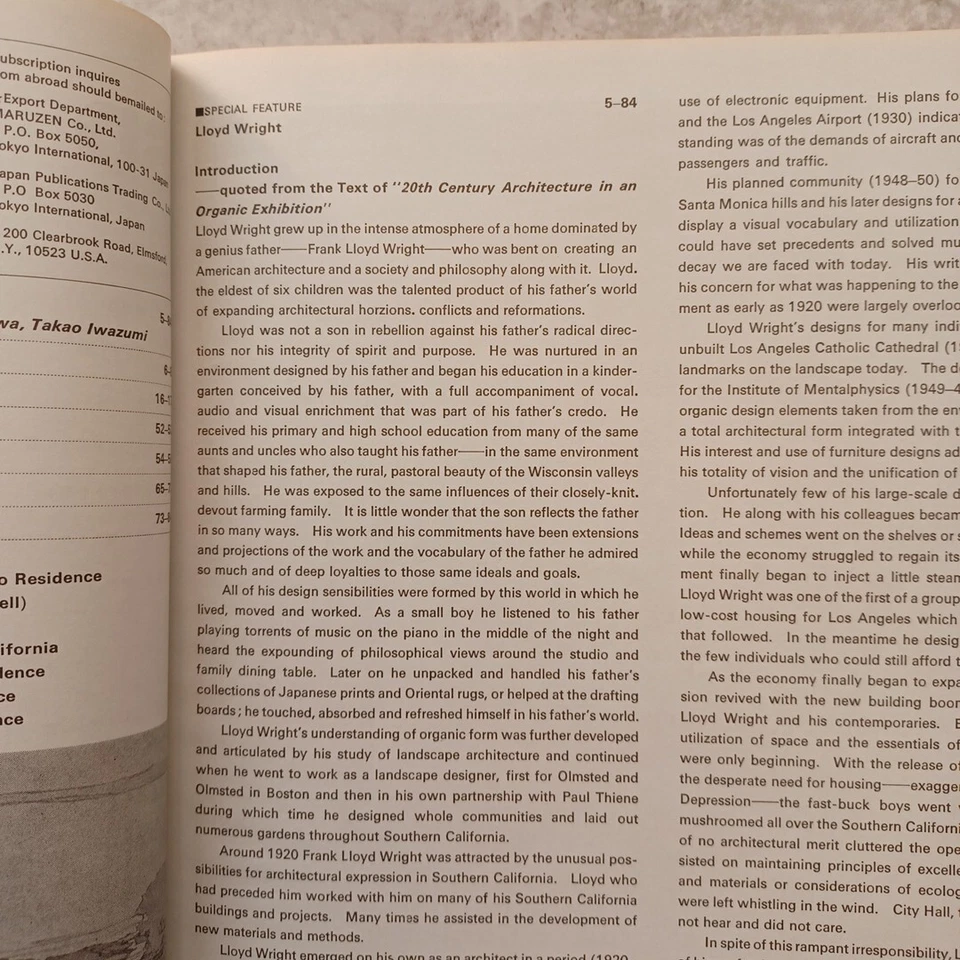 ubscription inquires
om abroad should bemailed to:
Export Department,
MARUZEN Co., Ltd.
P.O. Box 5050,
okyo International, 100-31 Japan
apan Publications Trading Co.,
P.O Box 5030
okyo International, Japan
200 Clearbrook Road, Elmsford,
.Y., 10523 U.S.A.
wa, Takao Iwazumi
o Residence
ell)
ifornia
dence
ce
nce
■SPECIAL FEATURE 5–84
Lloyd Wright
Introduction
——quoted from the Text of "20th Century Architecture in an
Organic Exhibition"
Lloyd Wright grew up in the intense atmosphere of a home dominated by
a genius father——Frank Lloyd Wright——who was bent on creating an
American architecture and a society and philosophy along with it. Lloyd.
the eldest of six children was the talented product of his father's world
of expanding architectural horzions. conflicts and reformations.
Lloyd was not a son in rebellion against his father's radical direc-
tions nor his integrity of spirit and purpose. He was nurtured in an
environment designed by his father and began his education in a kinder-
garten conceived by his father, with a full accompaniment of vocal.
audio and visual enrichment that was part of his father's credo. He
received his primary and high school education from many of the same
aunts and uncles who also taught his father——in the same environment
that shaped his father, the rural, pastoral beauty of the Wisconsin valleys
and hills. He was exposed to the same influences of their closely-knit.
devout farming family. It is little wonder that the son reflects the father
in so many ways. His work and his commitments have been extensions
and projections of the work and the vocabulary of the father he admired
so much and of deep loyalties to those same ideals and goals.
All of his design sensibilities were formed by this world in which he
lived, moved and worked. As a small boy he listened to his father
playing torrents of music on the piano in the middle of the night and
heard the expounding of philosophical views around the studio and
family dining table. Later on he unpacked and handled his father's
collections of Japanese prints and Oriental rugs, or helped at the drafting
boards; he touched, absorbed and refreshed himself in his father's world.
Lloyd Wright's understanding of organic form was further developed
and articulated by his study of landscape architecture and continued
when he went to work as a landscape designer, first for Olmsted and
Olmsted in Boston and then in his own partnership with Paul Thiene
during which time he designed whole communities and laid out
numerous gardens throughout Southern California.
Around 1920 Frank Lloyd Wright was attracted by the unusual pos-
sibilities for architectural expression in Southern California. Lloyd who
had preceded him worked with him on many of his Southern California
buildings and projects. Many times he assisted in the development of
new materials and methods.
Lloyd Wright emerged on his own as an architect in a period (1920
use of electronic equipment. His plans fo
and the Los Angeles Airport (1930) indicat
standing was of the demands of aircraft and
passengers and traffic.
His planned community (1948–50) fo
Santa Monica hills and his later designs for a
display a visual vocabulary and utilization
could have set precedents and solved mu
decay we are faced with today. His writ
his concern for what was happening to the
ment as early as 1920 were largely overloo
Lloyd Wright's designs for many indi
unbuilt Los Angeles Catholic Cathedral (1
landmarks on the landscape today. The de
for the Institute of Mentalphysics (1949–4
organic design elements taken from the env
a total architectural form integrated with t
His interest and use of furniture designs ad
his totality of vision and the unification of
Unfortunately few of his large-scale d
tion. He along with his colleagues becam
Ideas and schemes went on the shelves or s
while the economy struggled to regain its
ment finally began to inject a little steam
Lloyd Wright was one of the first of a group
low-cost housing for Los Angeles which
that followed. In the meantime he desig
the few individuals who could still afford t
As the economy finally began to expa
sion revived with the new building boom
Lloyd Wright and his contemporaries. E
utilization of space and the essentials of
were only beginning. With the release of
the desperate need for housing——exagger
Depression——the fast-buck boys went
mushroomed all over the Southern Californi
of no architectural merit cluttered the ope
sisted on maintaining principles of excelle
and materials or considerations of ecolog
were left whistling in the wind. City Hall,
not hear and did not care.
In spite of this rampant irresponsibility, L